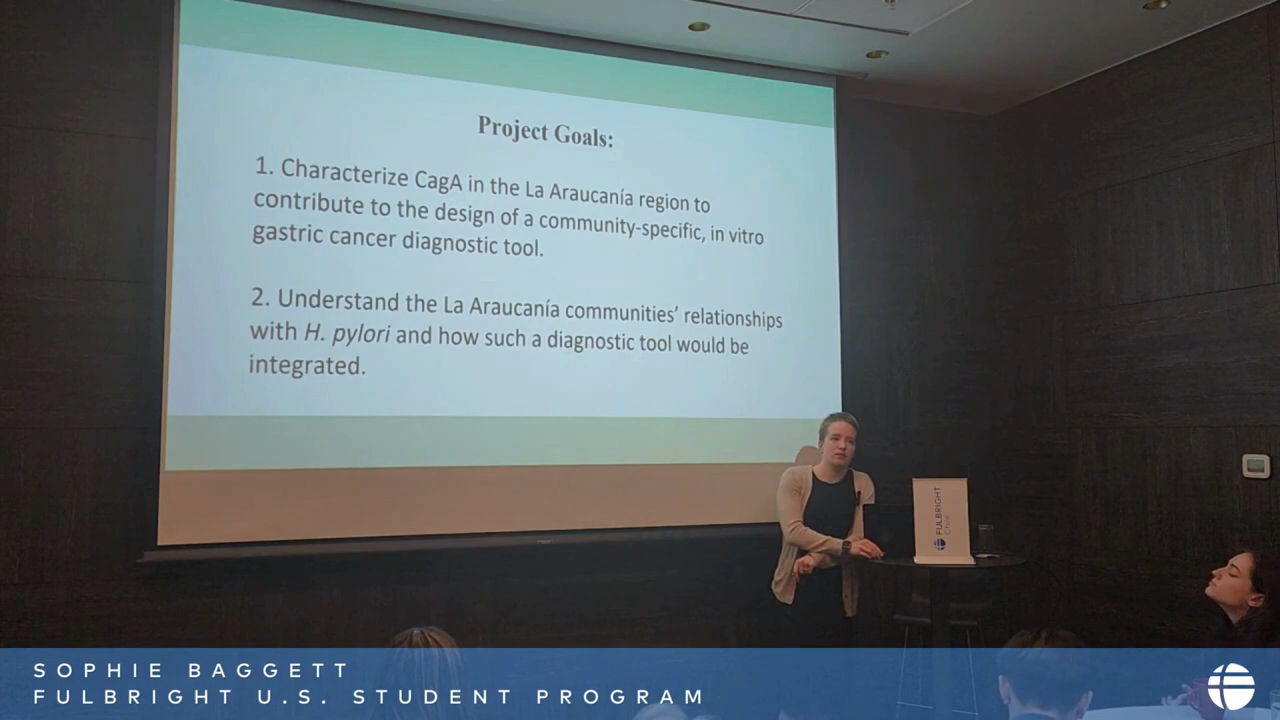 Project Goals:
1. Characterize CagA in the La Araucanía region to
contribute to the design of a community-specific, in vitro
gastric cancer diagnostic tool.
2. Understand the La Araucanía communities' relationships
with H. pylori and how such a diagnostic tool would be
integrated.
FULBRIGHT
Chile
SOPHIE BAGGETT
FULBRIGHT U.S. STUDENT PROGRAM